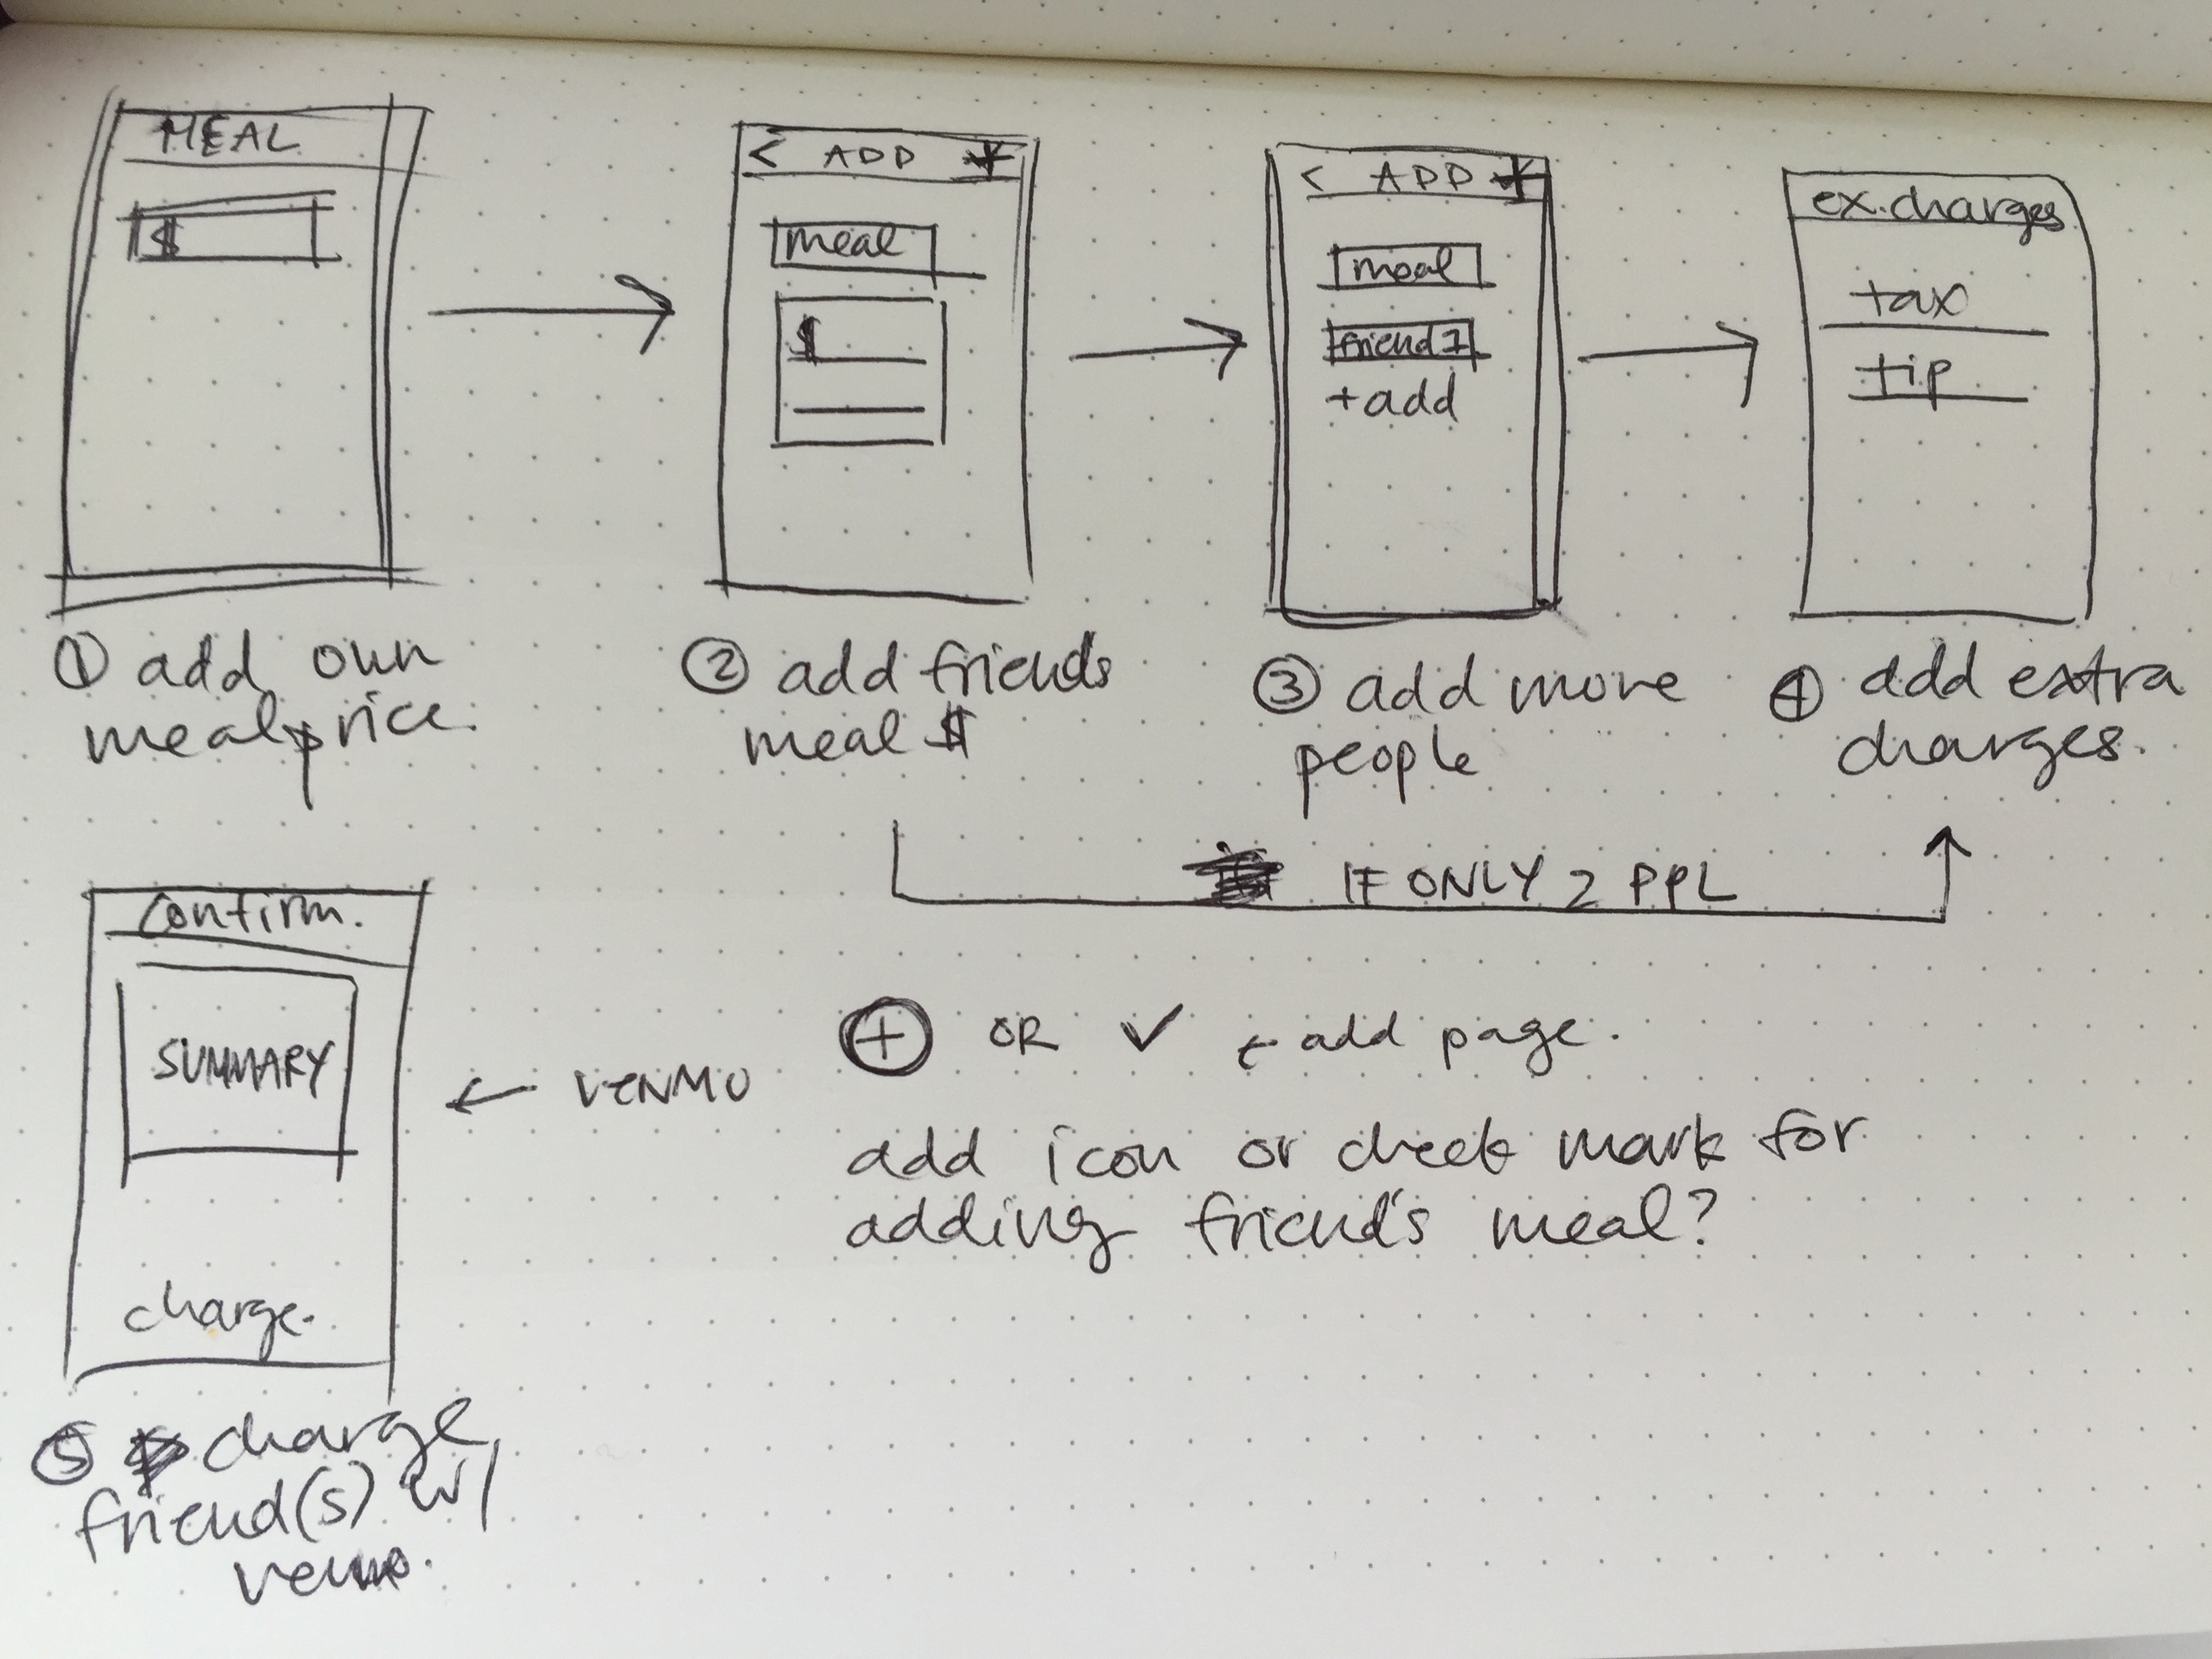 MEAL
$
① add own
meal price.
< ADD +
meal
$
② add friends
meal $
< ADD +
meal
friend 1
+add
③ add more
people
ex. charges
tax
tip
④ add extra
charges.
IF ONLY 2 PPL
confirm.
SUMMARY
charge.
← VENMO
⑤ charge
friend(s) w/
venmo.
+ OR ✓ ← add page.
add icon or check mark for
adding friend's meal?